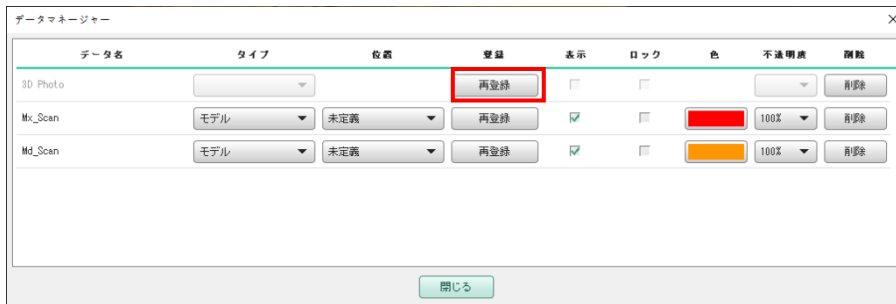 データマネージャー
データ名 タイプ 位置 登録 表示 ロック 色 不透明度 削除
3D Photo 再登録 削除
Mx_Scan モデル 未定義 再登録 100% 削除
Md_Scan モデル 未定義 再登録 100% 削除
閉じる